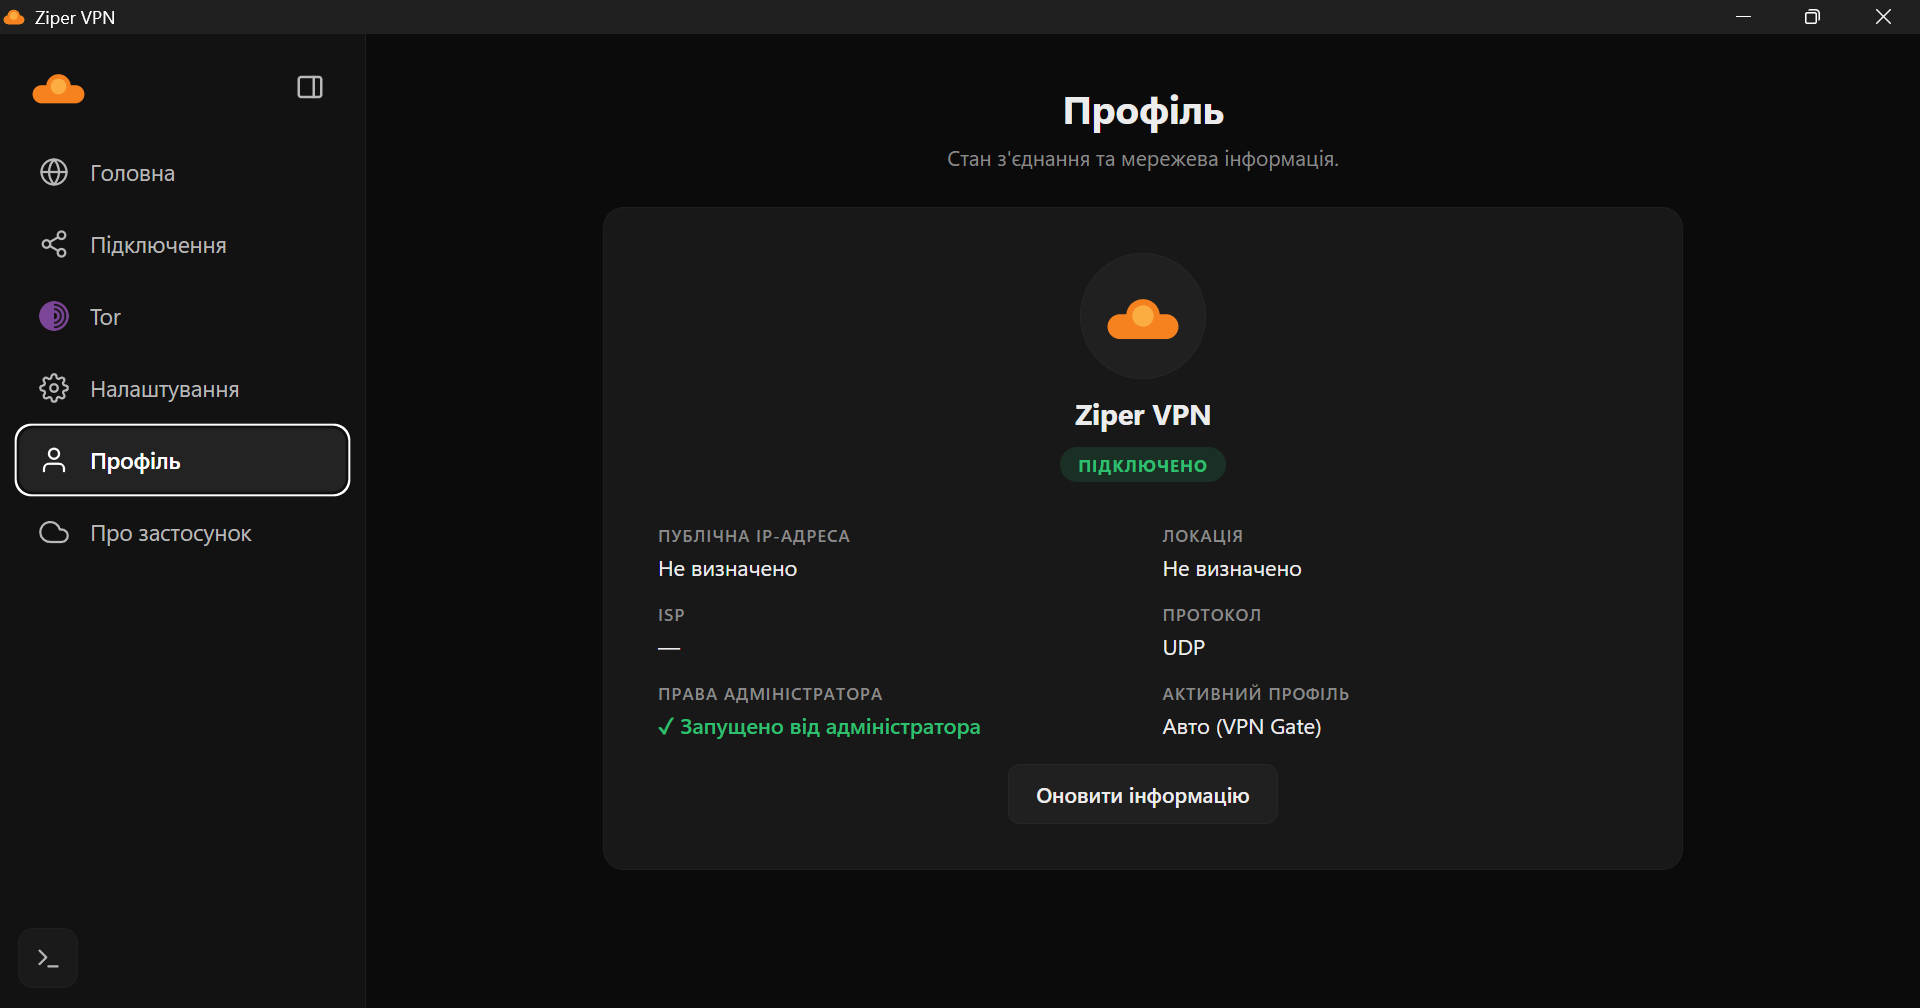 Ziper VPN
Головна
Підключення
Tor
Налаштування
Профіль
Про застосунок
Профіль
Стан з'єднання та мережева інформація.
Ziper VPN
ПІДКЛЮЧЕНО
ПУБЛІЧНА IP-АДРЕСА
Не визначено
ЛОКАЦІЯ
Не визначено
ISP
—
ПРОТОКОЛ
UDP
ПРАВА АДМІНІСТРАТОРА
✓ Запущено від адміністратора
АКТИВНИЙ ПРОФІЛЬ
Авто (VPN Gate)
Оновити інформацію